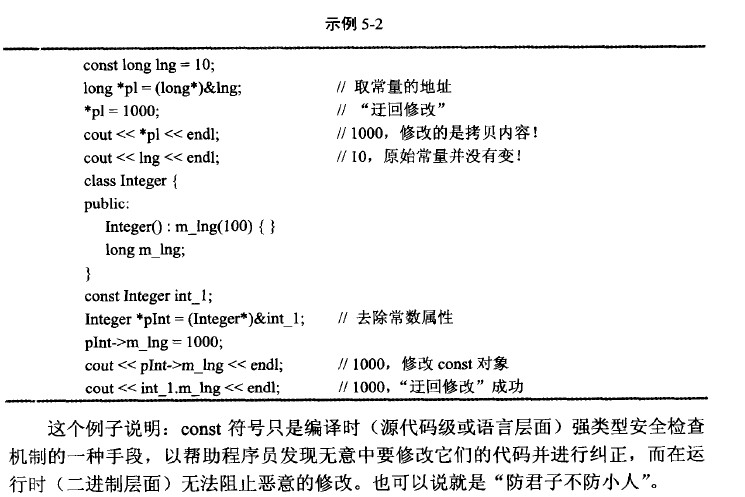 示例 5-2
const long lng = 10;
long *pl = (long*)&lng; // 取常量的地址
*pl = 1000; // “迂回修改”
cout << *pl << endl; // 1000，修改的是拷贝内容！
cout << lng << endl; // 10，原始常量并没有变！
class Integer {
public:
Integer() : m_lng(100) { }
long m_lng;
}
const Integer int_1;
Integer *pInt = (Integer*)&int_1; // 去除常数属性
pInt->m_lng = 1000;
cout << pInt->m_lng << endl; // 1000，修改 const 对象
cout << int_1.m_lng << endl; // 1000，“迂回修改”成功
这个例子说明：const 符号只是编译时（源代码级或语言层面）强类型安全检查
机制的一种手段，以帮助程序员发现无意中要修改它们的代码并进行纠正，而在运
行时（二进制层面）无法阻止恶意的修改。也可以说就是“防君子不防小人”。